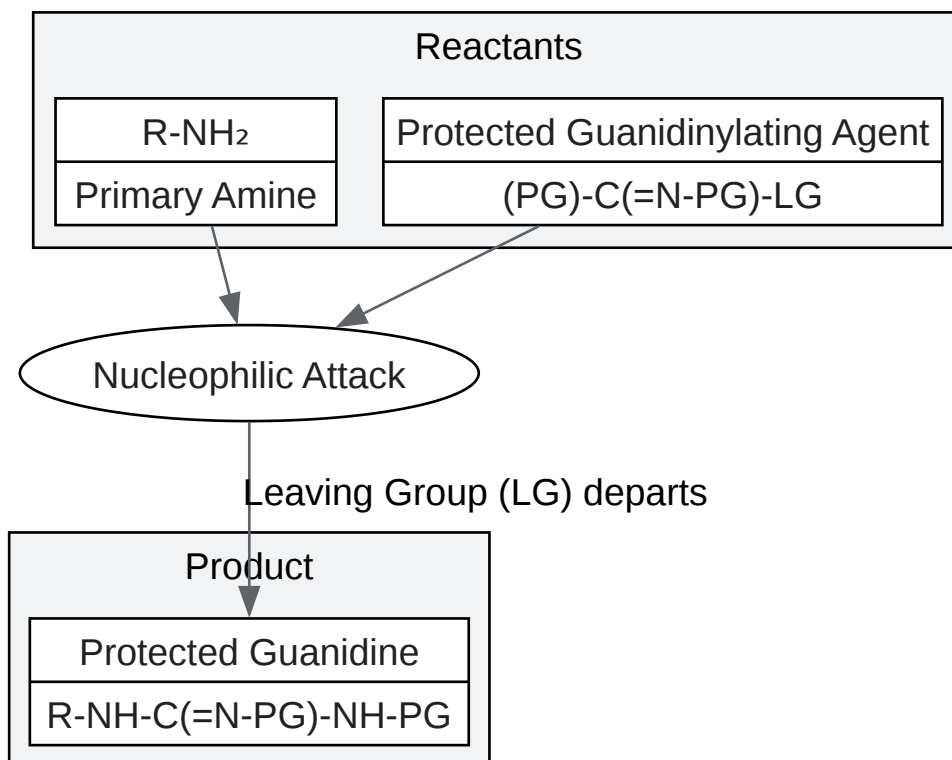 Reactants
R-NH₂
Primary Amine
Protected Guanidinylating Agent
(PG)-C(=N-PG)-LG
Nucleophilic Attack
Leaving Group (LG) departs
Product
Protected Guanidine
R-NH-C(=N-PG)-NH-PG